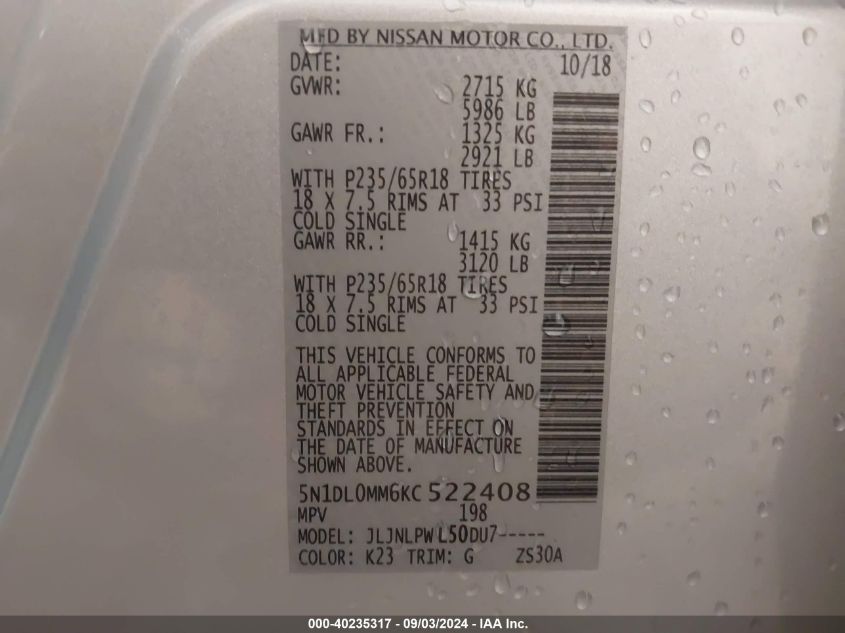 MFD BY NISSAN MOTOR CO., LTD.
DATE: 10/18
GVWR: 2715 KG
5986 LB
GAWR FR.: 1325 KG
2921 LB
WITH P235/65R18 TIRES
18 X 7.5 RIMS AT 33 PSI
COLD SINGLE
GAWR RR.: 1415 KG
3120 LB
WITH P235/65R18 TIRES
18 X 7.5 RIMS AT 33 PSI
COLD SINGLE
THIS VEHICLE CONFORMS TO
ALL APPLICABLE FEDERAL
MOTOR VEHICLE SAFETY AND
THEFT PREVENTION
STANDARDS IN EFFECT ON
THE DATE OF MANUFACTURE
SHOWN ABOVE.
5N1DL0MM6KC 522408
MPV 198
MODEL: JLJNLPW L50DU7-----
COLOR: K23 TRIM: G ZS30A
000-40235317 - 09/03/2024 - IAA Inc.